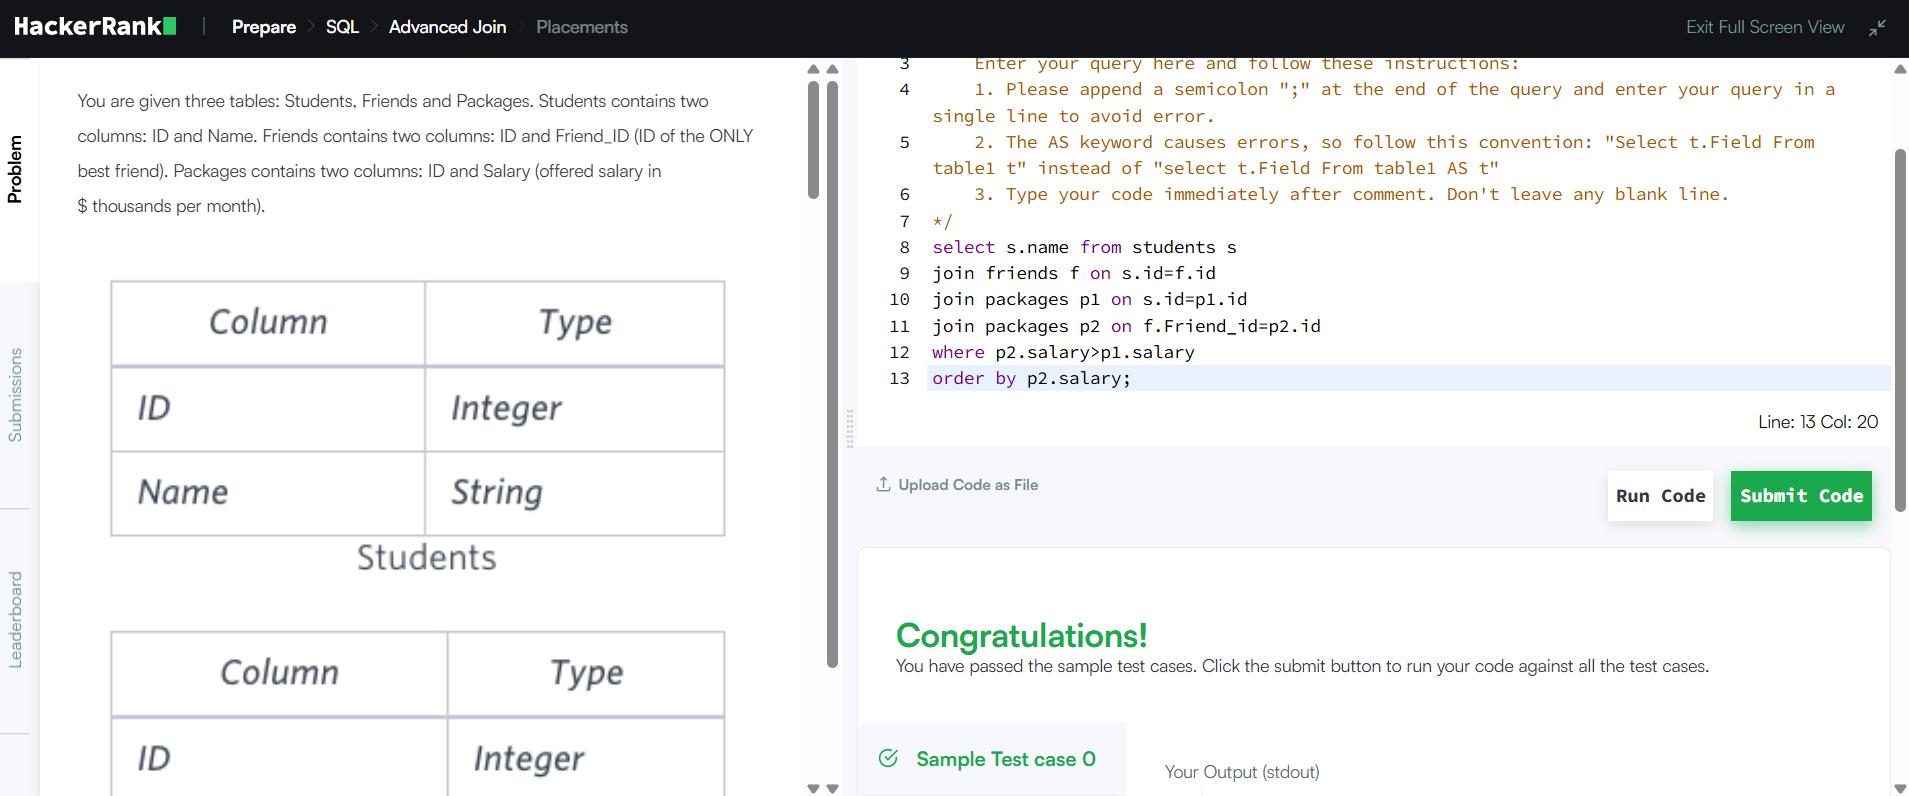 HackerRank
Prepare
SQL
Advanced Join
Placements
Exit Full Screen View
Problem
Submissions
Leaderboard
You are given three tables: Students, Friends and Packages. Students contains two
columns: ID and Name. Friends contains two columns: ID and Friend_ID (ID of the ONLY
best friend). Packages contains two columns: ID and Salary (offered salary in
$ thousands per month).
Column Type
ID Integer
Name String
Students
Column Type
ID Integer
3 Enter your query here and follow these instructions:
4 1. Please append a semicolon ";" at the end of the query and enter your query in a
single line to avoid error.
5 2. The AS keyword causes errors, so follow this convention: "Select t.Field From
table1 t" instead of "select t.Field From table1 AS t"
6 3. Type your code immediately after comment. Don't leave any blank line.
7 */
8 select s.name from students s
9 join friends f on s.id=f.id
10 join packages p1 on s.id=p1.id
11 join packages p2 on f.Friend_id=p2.id
12 where p2.salary>p1.salary
13 order by p2.salary;
Line: 13 Col: 20
Upload Code as File
Run Code
Submit Code
Congratulations!
You have passed the sample test cases. Click the submit button to run your code against all the test cases.
Sample Test case 0
Your Output (stdout)